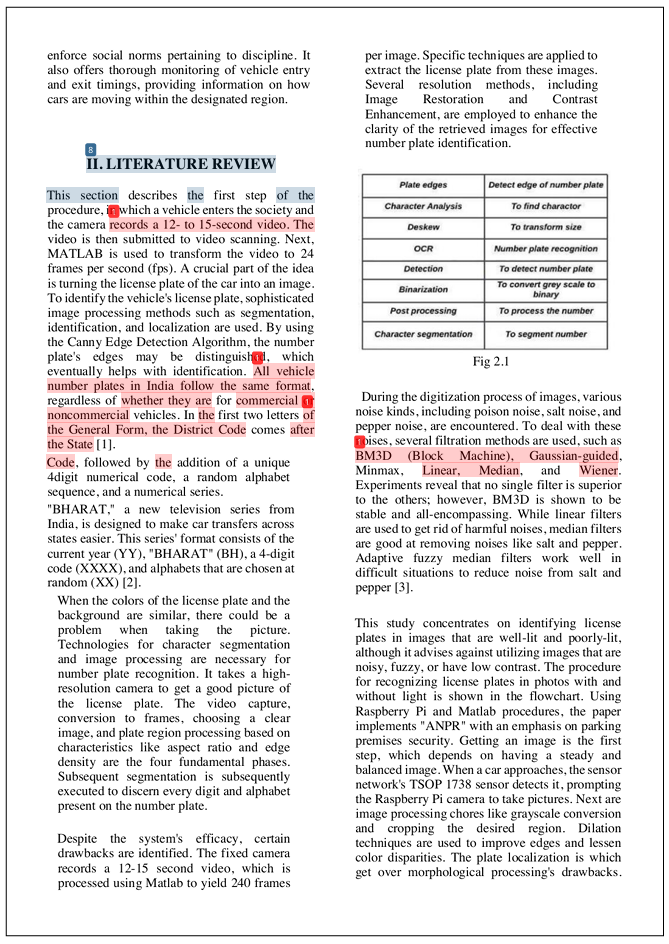 enforce social norms pertaining to discipline. It
also offers thorough monitoring of vehicle entry
and exit timings, providing information on how
cars are moving within the designated region.
8
II. LITERATURE REVIEW
This section describes the first step of the
procedure, in which a vehicle enters the society and
the camera records a 12- to 15-second video. The
video is then submitted to video scanning. Next,
MATLAB is used to transform the video to 24
frames per second (fps). A crucial part of the idea
is turning the license plate of the car into an image.
To identify the vehicle's license plate, sophisticated
image processing methods such as segmentation,
identification, and localization are used. By using
the Canny Edge Detection Algorithm, the number
plate's edges may be distinguished, which
eventually helps with identification. All vehicle
number plates in India follow the same format,
regardless of whether they are for commercial
noncommercial vehicles. In the first two letters of
the General Form, the District Code comes after
the State [1].
Code, followed by the addition of a unique
4digit numerical code, a random alphabet
sequence, and a numerical series.
"BHARAT," a new television series from
India, is designed to make car transfers across
states easier. This series' format consists of the
current year (YY), "BHARAT" (BH), a 4-digit
code (XXXX), and alphabets that are chosen at
random (XX) [2].
When the colors of the license plate and the
background are similar, there could be a
problem when taking the picture.
Technologies for character segmentation
and image processing are necessary for
number plate recognition. It takes a high-
resolution camera to get a good picture of
the license plate. The video capture,
conversion to frames, choosing a clear
image, and plate region processing based on
characteristics like aspect ratio and edge
density are the four fundamental phases.
Subsequent segmentation is subsequently
executed to discern every digit and alphabet
present on the number plate.
Despite the system's efficacy, certain
drawbacks are identified. The fixed camera
records a 12-15 second video, which is
processed using Matlab to yield 240 frames
per image. Specific techniques are applied to
extract the license plate from these images.
Several resolution methods, including
Image Restoration and Contrast
Enhancement, are employed to enhance the
clarity of the retrieved images for effective
number plate identification.
Plate edges Detect edge of number plate
Character Analysis To find character
Deskew To transform size
OCR Number plate recognition
Detection To detect number plate
Binarization To convert grey scale to
binary
Post processing To process the number
Character segmentation To segment number
Fig 2.1
During the digitization process of images, various
noise kinds, including poison noise, salt noise, and
pepper noise, are encountered. To deal with these
noises, several filtration methods are used, such as
BM3D (Block Machine), Gaussian-guided,
Minmax, Linear, Median, and Wiener.
Experiments reveal that no single filter is superior
to the others; however, BM3D is shown to be
stable and all-encompassing. While linear filters
are used to get rid of harmful noises, median filters
are good at removing noises like salt and pepper.
Adaptive fuzzy median filters work well in
difficult situations to reduce noise from salt and
pepper [3].
This study concentrates on identifying license
plates in images that are well-lit and poorly-lit,
although it advises against utilizing images that are
noisy, fuzzy, or have low contrast. The procedure
for recognizing license plates in photos with and
without light is shown in the flowchart. Using
Raspberry Pi and Matlab procedures, the paper
implements "ANPR" with an emphasis on parking
premises security. Getting an image is the first
step, which depends on having a steady and
balanced image. When a car approaches, the sensor
network's TSOP 1738 sensor detects it, prompting
the Raspberry Pi camera to take pictures. Next are
image processing chores like grayscale conversion
and cropping the desired region. Dilation
techniques are used to improve edges and lessen
color disparities. The plate localization is which
get over morphological processing's drawbacks.